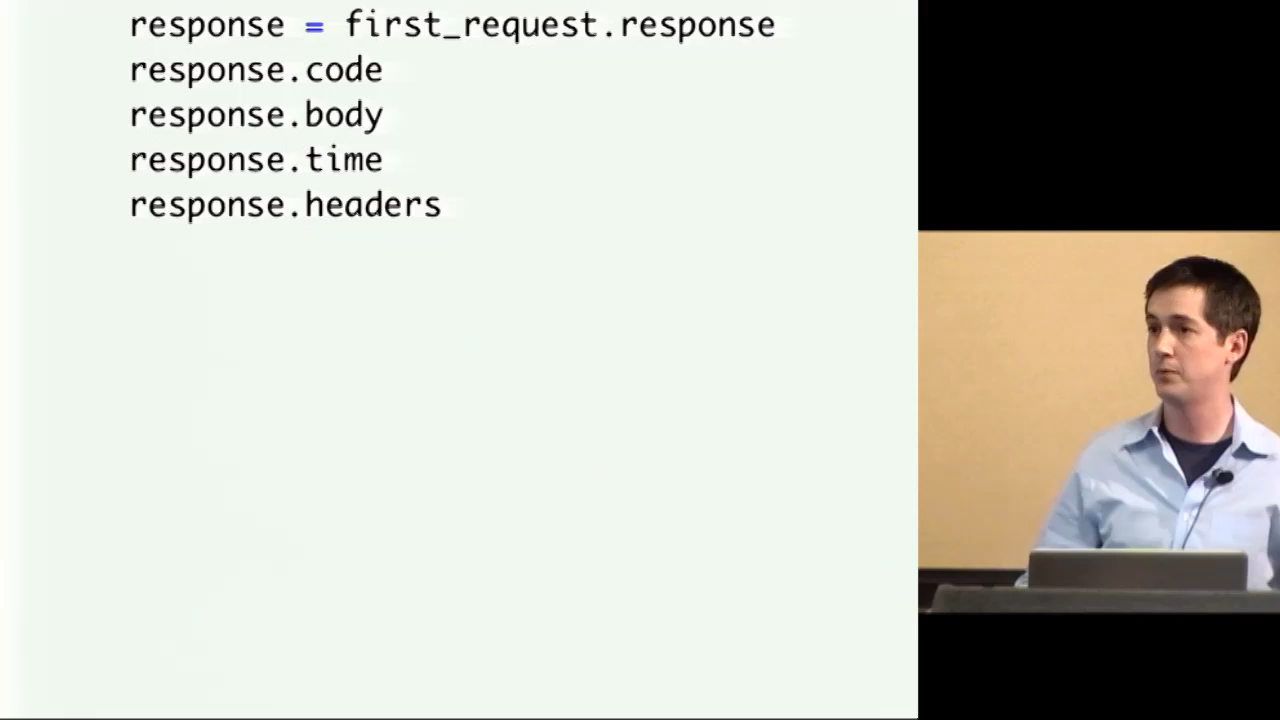 response = first_request.response
response.code
response.body
response.time
response.headers